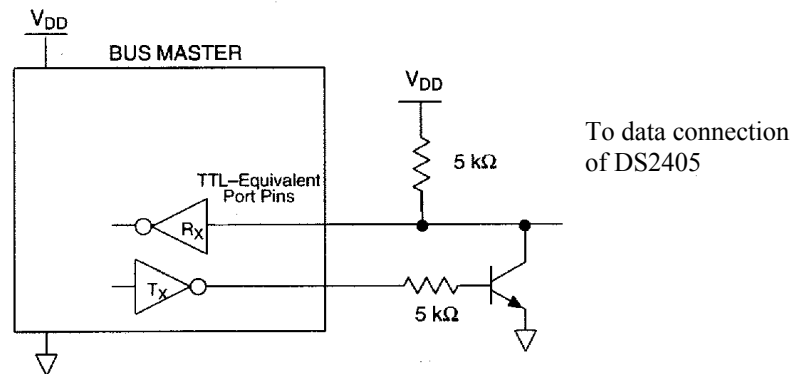 VDD
BUS MASTER
VDD
5 kΩ
To data connection
of DS2405
TTL–Equivalent
Port Pins
RX
TX
5 kΩ